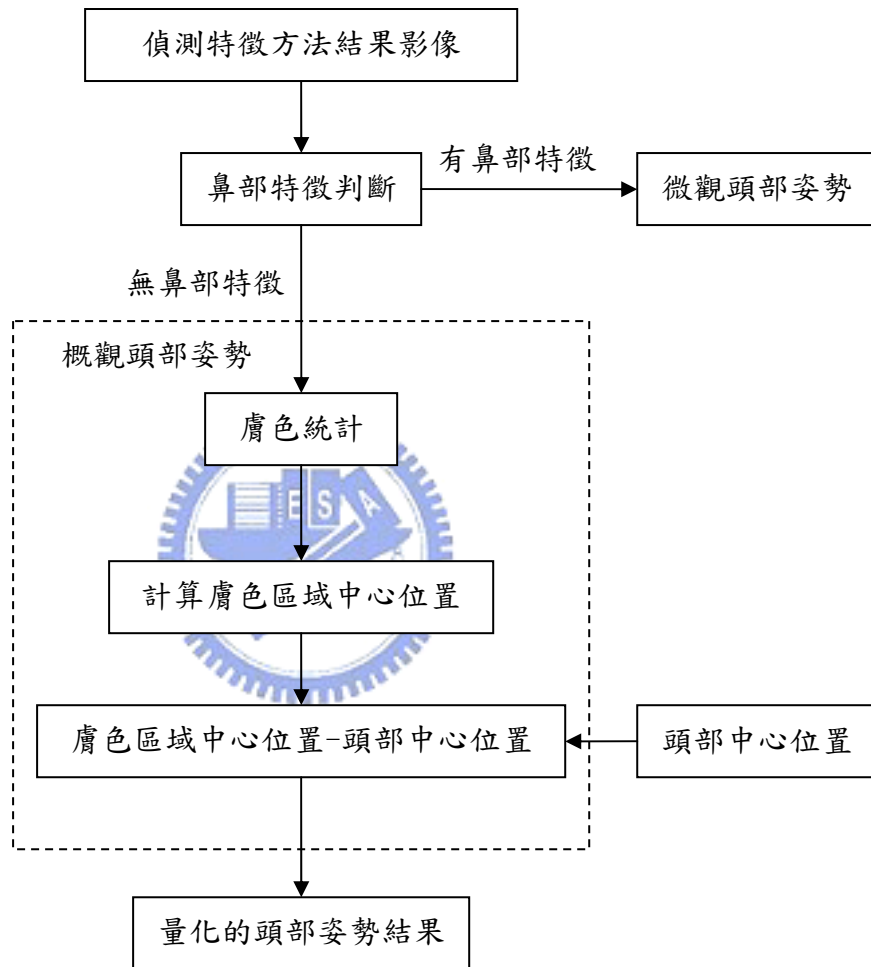 偵測特徵方法結果影像
鼻部特徵判斷
有鼻部特徵
微觀頭部姿勢
無鼻部特徵
概觀頭部姿勢
膚色統計
E S A
計算膚色區域中心位置
膚色區域中心位置-頭部中心位置
頭部中心位置
量化的頭部姿勢結果